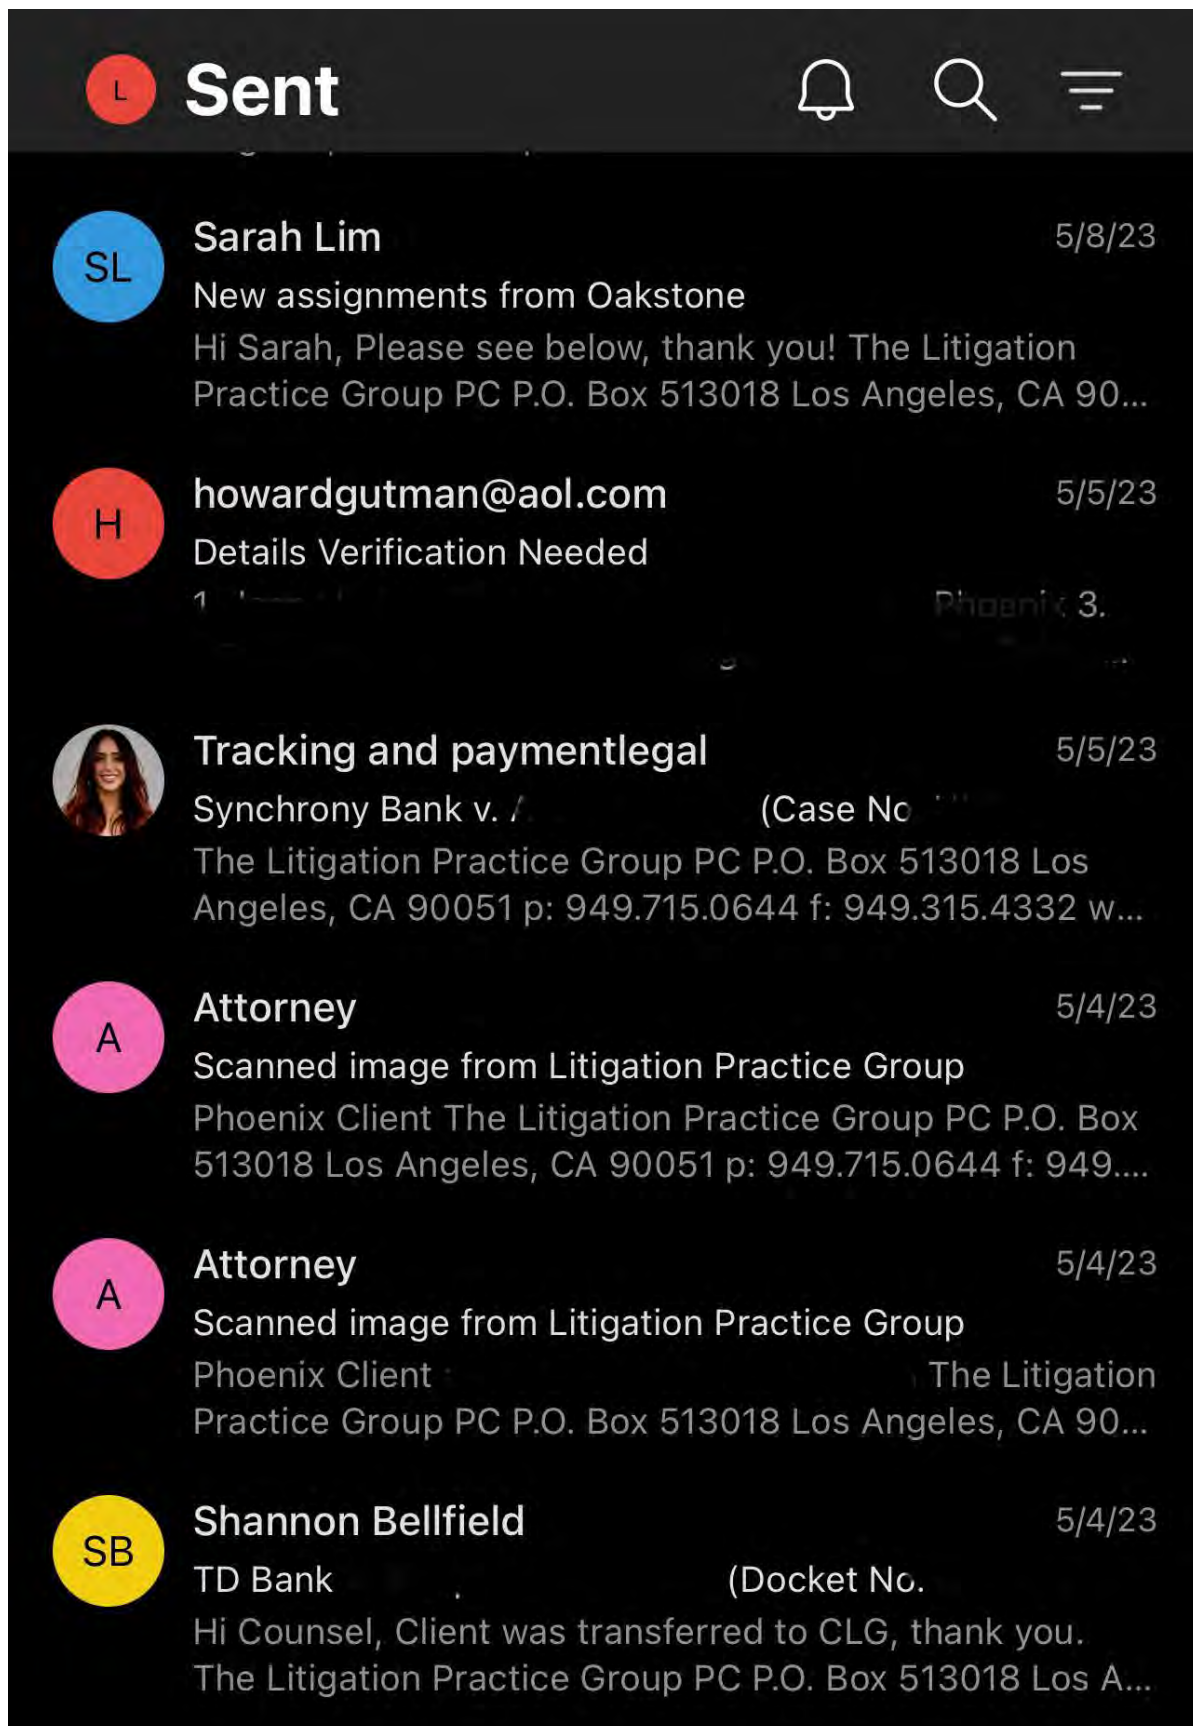 L Sent
Sarah Lim 5/8/23
SL
New assignments from Oakstone
Hi Sarah, Please see below, thank you! The Litigation
Practice Group PC P.O. Box 513018 Los Angeles, CA 90...
howardgutman@aol.com 5/5/23
H
Details Verification Needed
1. Phoenix 3.
Tracking and paymentlegal 5/5/23
Synchrony Bank v. (Case No
The Litigation Practice Group PC P.O. Box 513018 Los
Angeles, CA 90051 p: 949.715.0644 f: 949.315.4332 w...
Attorney 5/4/23
A
Scanned image from Litigation Practice Group
Phoenix Client The Litigation Practice Group PC P.O. Box
513018 Los Angeles, CA 90051 p: 949.715.0644 f: 949....
Attorney 5/4/23
A
Scanned image from Litigation Practice Group
Phoenix Client The Litigation
Practice Group PC P.O. Box 513018 Los Angeles, CA 90...
Shannon Bellfield 5/4/23
SB
TD Bank (Docket No.
Hi Counsel, Client was transferred to CLG, thank you.
The Litigation Practice Group PC P.O. Box 513018 Los A...